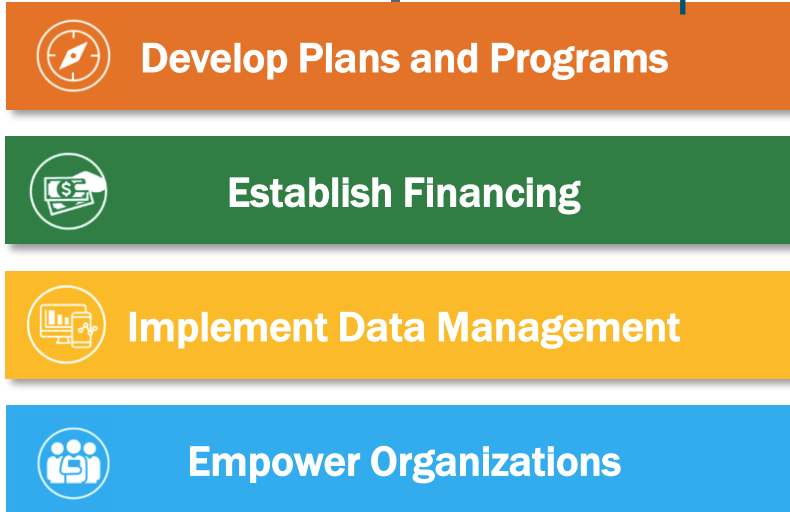 Develop Plans and Programs
$
Establish Financing
Implement Data Management
Empower Organizations